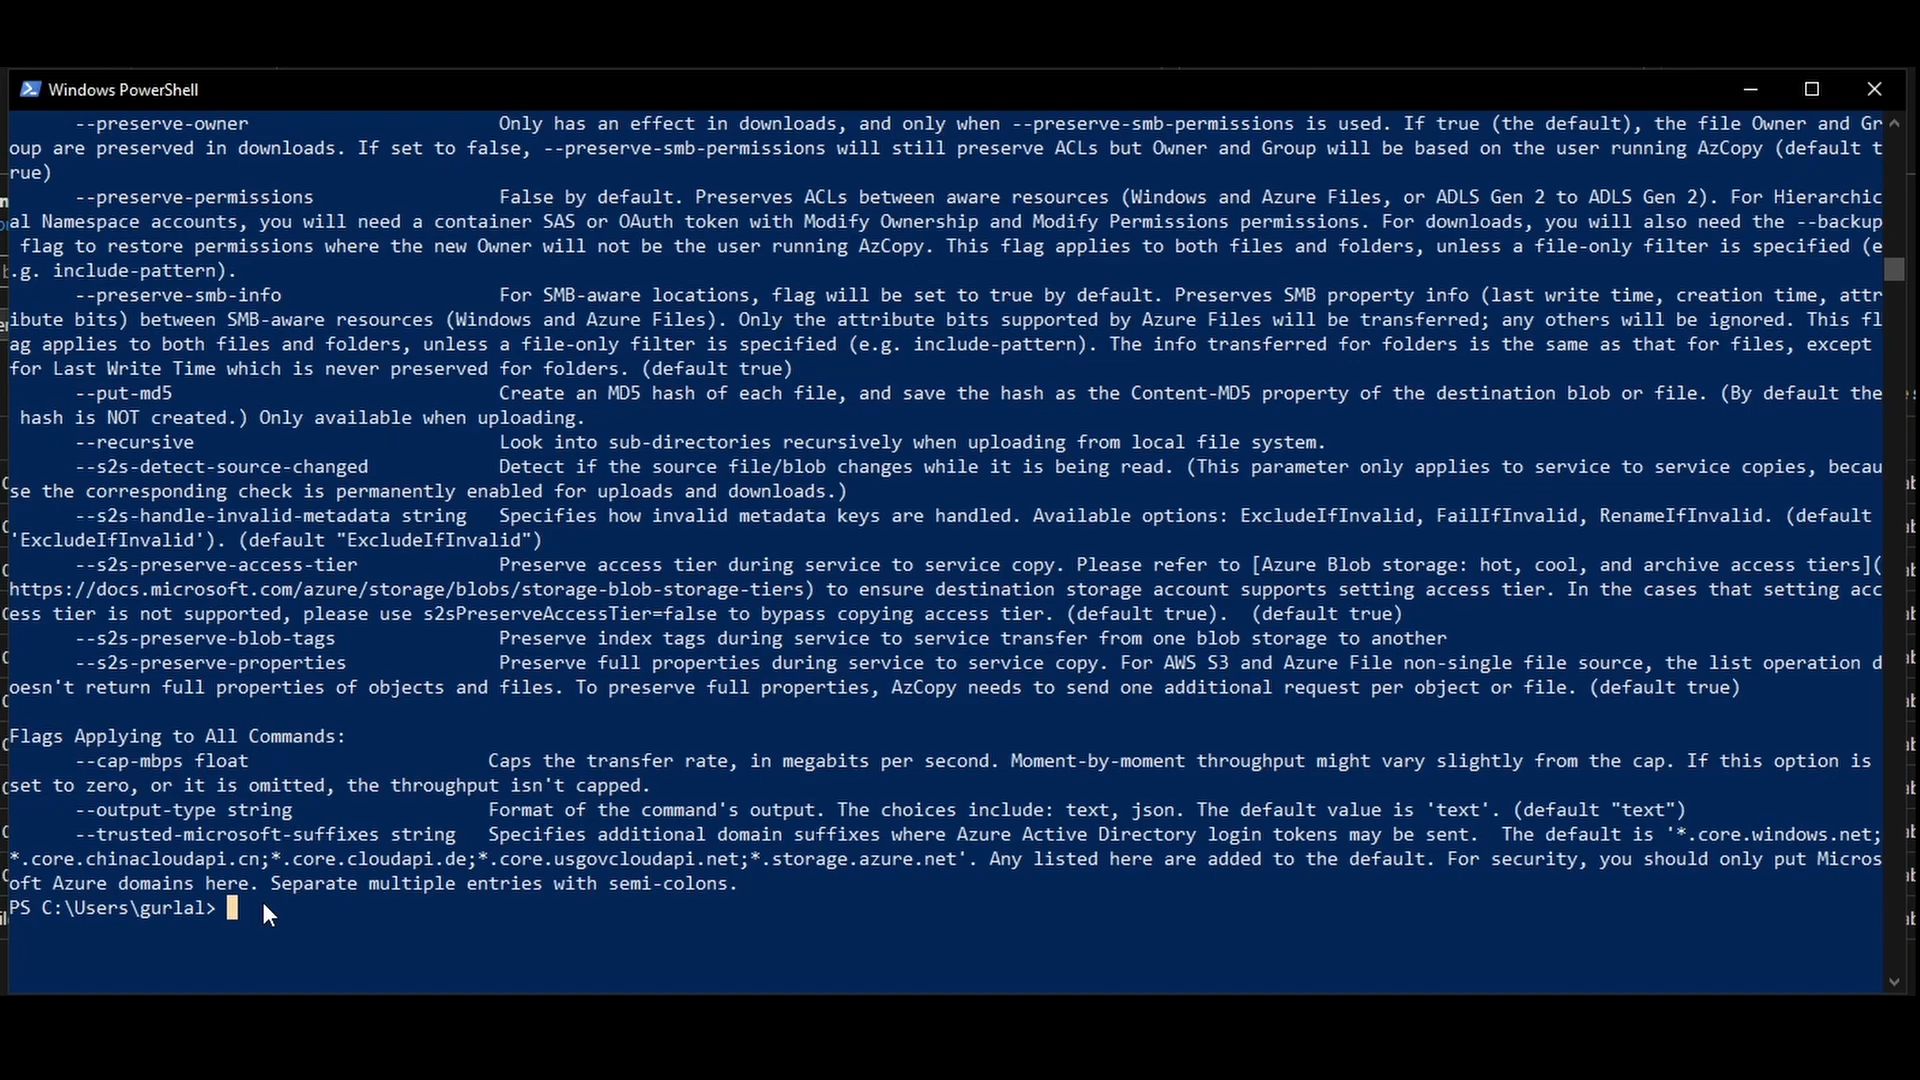 Windows PowerShell
--preserve-owner Only has an effect in downloads, and only when --preserve-smb-permissions is used. If true (the default), the file Owner and Gr
oup are preserved in downloads. If set to false, --preserve-smb-permissions will still preserve ACLs but Owner and Group will be based on the user running AzCopy (default t
rue)
--preserve-permissions False by default. Preserves ACLs between aware resources (Windows and Azure Files, or ADLS Gen 2 to ADLS Gen 2). For Hierarchic
al Namespace accounts, you will need a container SAS or OAuth token with Modify Ownership and Modify Permissions permissions. For downloads, you will also need the --backup
flag to restore permissions where the new Owner will not be the user running AzCopy. This flag applies to both files and folders, unless a file-only filter is specified (e
.g. include-pattern).
--preserve-smb-info For SMB-aware locations, flag will be set to true by default. Preserves SMB property info (last write time, creation time, attr
ibute bits) between SMB-aware resources (Windows and Azure Files). Only the attribute bits supported by Azure Files will be transferred; any others will be ignored. This fl
ag applies to both files and folders, unless a file-only filter is specified (e.g. include-pattern). The info transferred for folders is the same as that for files, except
for Last Write Time which is never preserved for folders. (default true)
--put-md5 Create an MD5 hash of each file, and save the hash as the Content-MD5 property of the destination blob or file. (By default the
hash is NOT created.) Only available when uploading.
--recursive Look into sub-directories recursively when uploading from local file system.
--s2s-detect-source-changed Detect if the source file/blob changes while it is being read. (This parameter only applies to service to service copies, becau
se the corresponding check is permanently enabled for uploads and downloads.)
--s2s-handle-invalid-metadata string Specifies how invalid metadata keys are handled. Available options: ExcludeIfInvalid, FailIfInvalid, RenameIfInvalid. (default
'ExcludeIfInvalid'). (default "ExcludeIfInvalid")
--s2s-preserve-access-tier Preserve access tier during service to service copy. Please refer to [Azure Blob storage: hot, cool, and archive access tiers](
https://docs.microsoft.com/azure/storage/blobs/storage-blob-storage-tiers) to ensure destination storage account supports setting access tier. In the cases that setting acc
ess tier is not supported, please use s2sPreserveAccessTier=false to bypass copying access tier. (default true).  (default true)
--s2s-preserve-blob-tags Preserve index tags during service to service transfer from one blob storage to another
--s2s-preserve-properties Preserve full properties during service to service copy. For AWS S3 and Azure File non-single file source, the list operation d
oesn't return full properties of objects and files. To preserve full properties, AzCopy needs to send one additional request per object or file. (default true)
Flags Applying to All Commands:
--cap-mbps float Caps the transfer rate, in megabits per second. Moment-by-moment throughput might vary slightly from the cap. If this option is
set to zero, or it is omitted, the throughput isn't capped.
--output-type string Format of the command's output. The choices include: text, json. The default value is 'text'. (default "text")
--trusted-microsoft-suffixes string Specifies additional domain suffixes where Azure Active Directory login tokens may be sent.  The default is '*.core.windows.net;
*.core.chinacloudapi.cn;*.core.cloudapi.de;*.core.usgovcloudapi.net;*.storage.azure.net'. Any listed here are added to the default. For security, you should only put Micros
oft Azure domains here. Separate multiple entries with semi-colons.
PS C:\Users\gurlal>